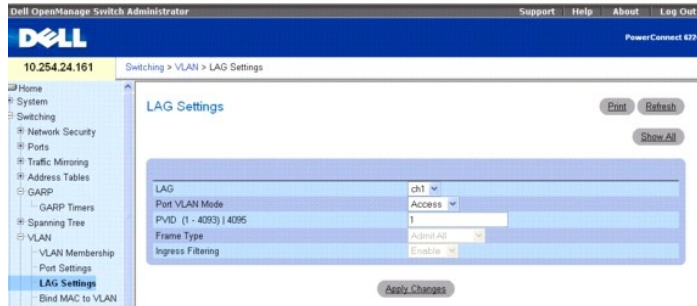 Dell OpenManage Switch Administrator Support Help About Log Out
DELL
PowerConnect
10.254.24.161 Switching > VLAN > LAG Settings
Home
System
Switching
Network Security
Ports
Traffic Mirroring
Address Tables
GARP
GARP Timers
Spanning Tree
VLAN
VLAN Membership
Port Settings
LAG Settings
Bind MAC to VLAN
LAG Settings
Print Refresh
Show All
LAG ch1
Port VLAN Mode Access
PVID (1 - 4093) | 4095 1
Frame Type Admit All
Ingress Filtering Enable
Apply Changes